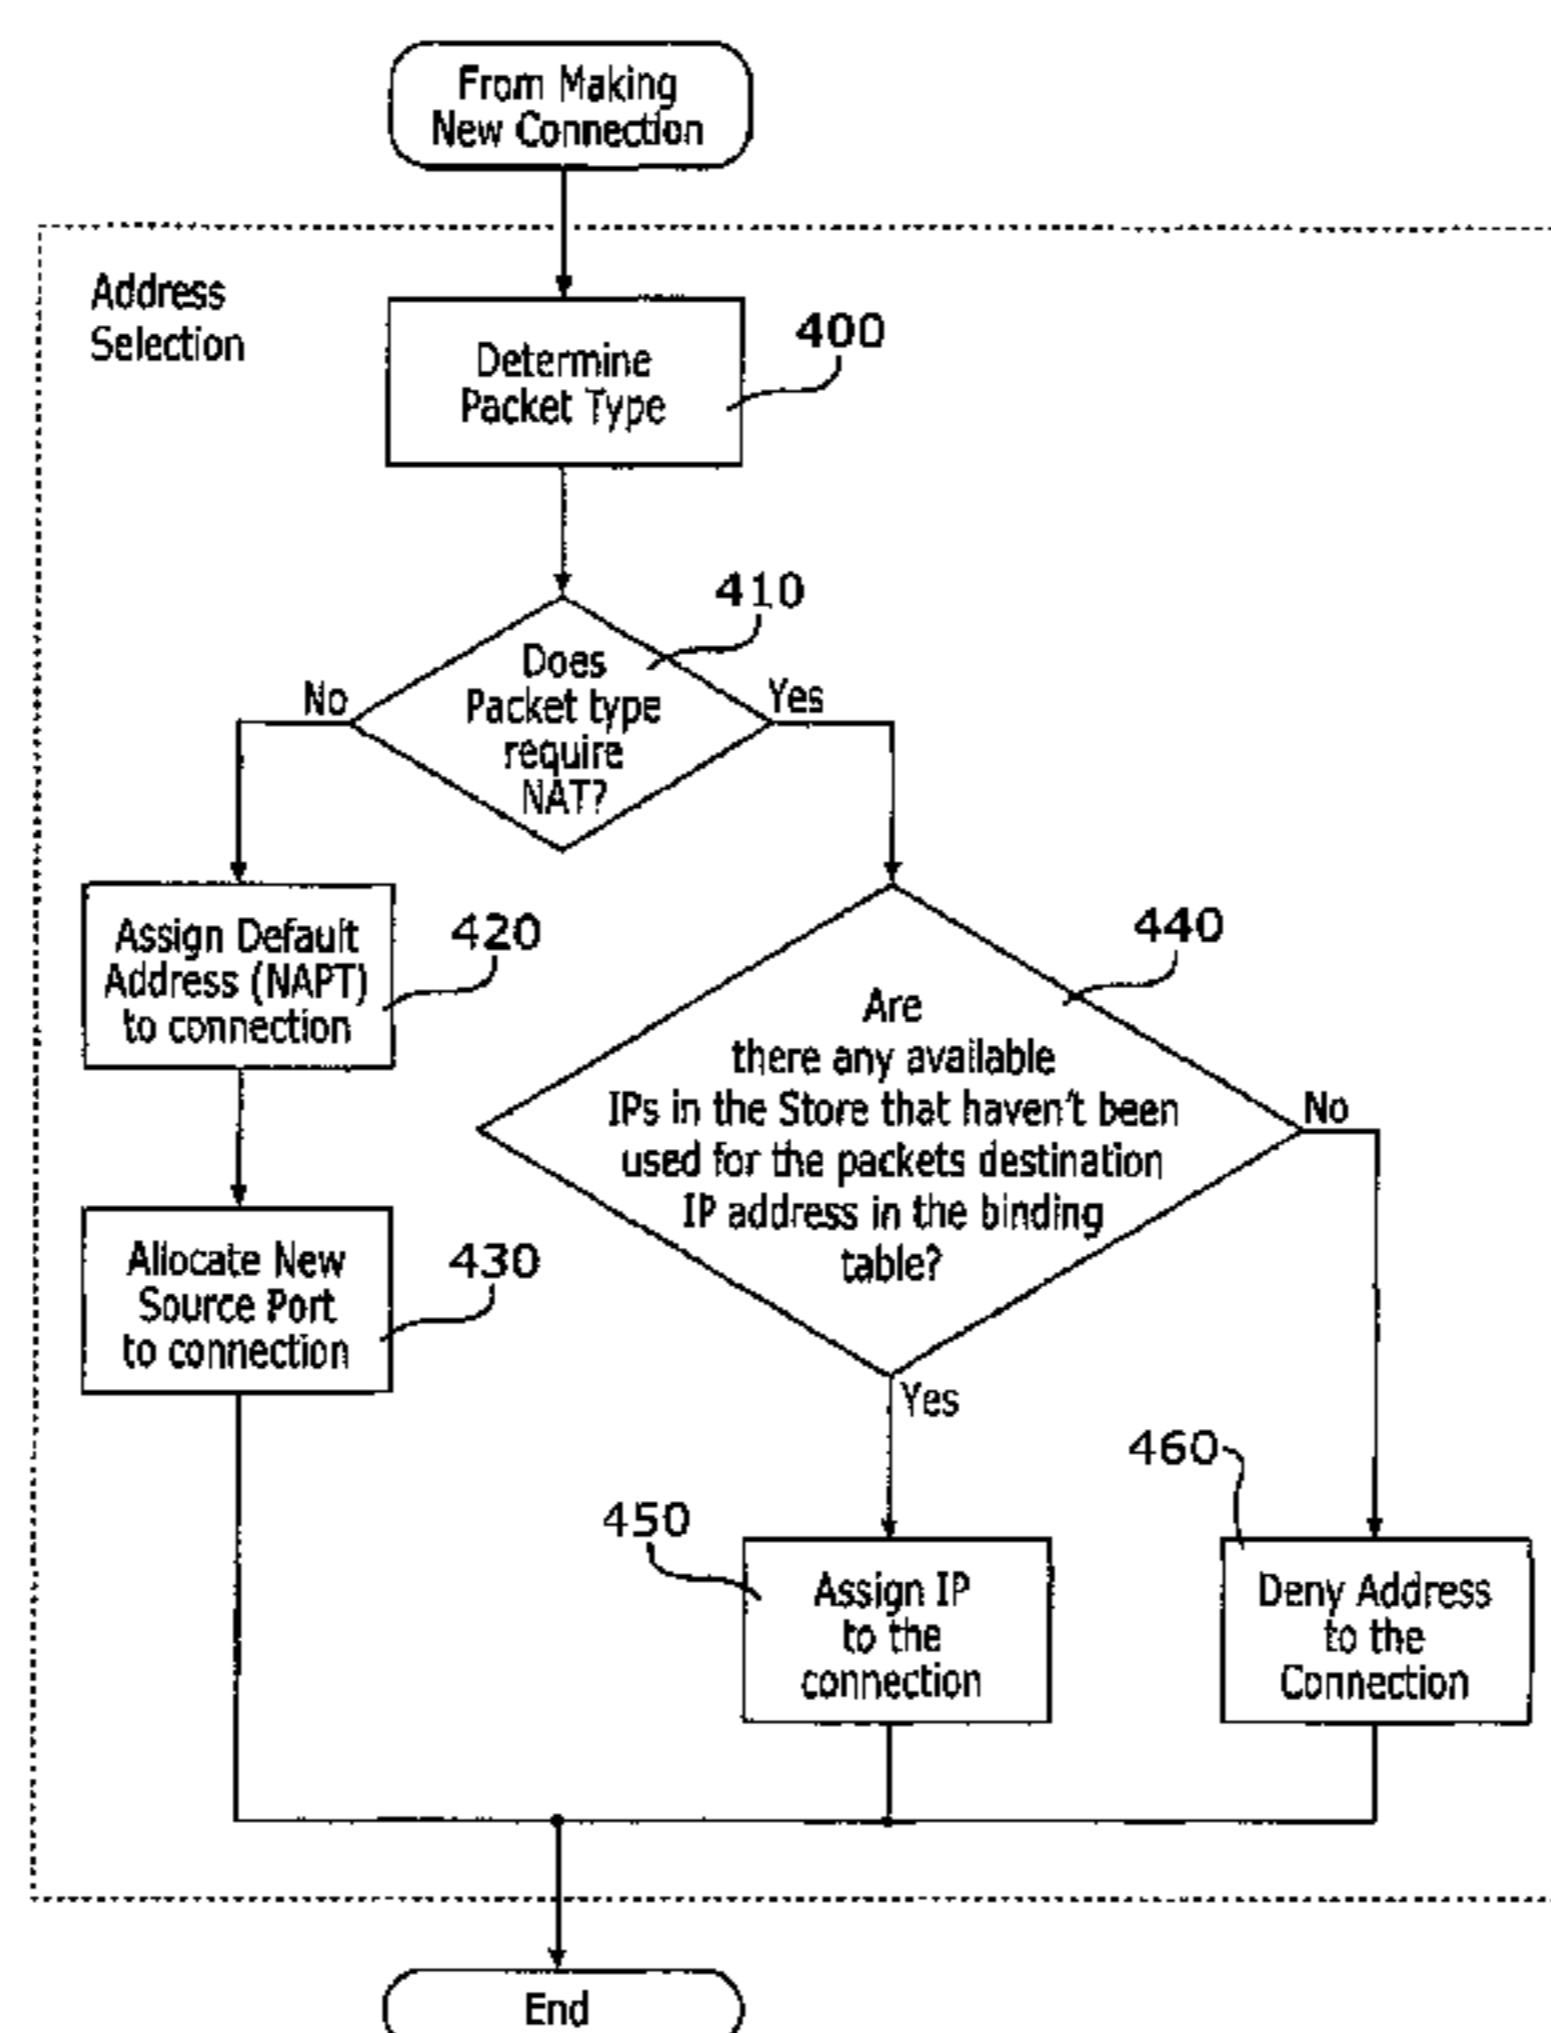 From Making
New Connection
Address
Selection
400
Determine
Packet Type
410
No
Does
Packet type
require
NAT?
Yes
Assign Default
Address (NAPT)
to connection
420
440
Are
there any available
IPs in the Store that haven't been
used for the packets destination
IP address in the binding
table?
No
Allocate New
Source Port
to connection
430
Yes
460
450
Assign IP
to the
connection
Deny Address
to the
Connection
End